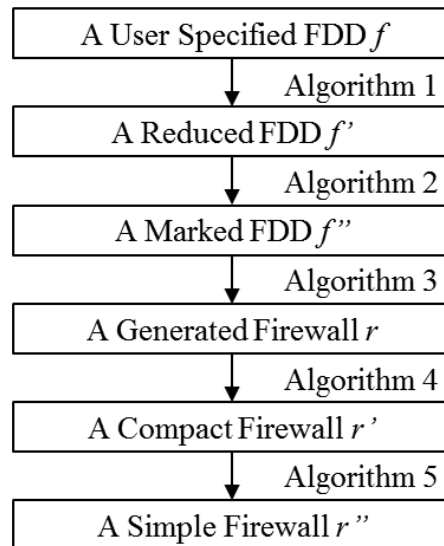 A User Specified FDD f
Algorithm 1
A Reduced FDD f’
Algorithm 2
A Marked FDD f’’
Algorithm 3
A Generated Firewall r
Algorithm 4
A Compact Firewall r’
Algorithm 5
A Simple Firewall r’’